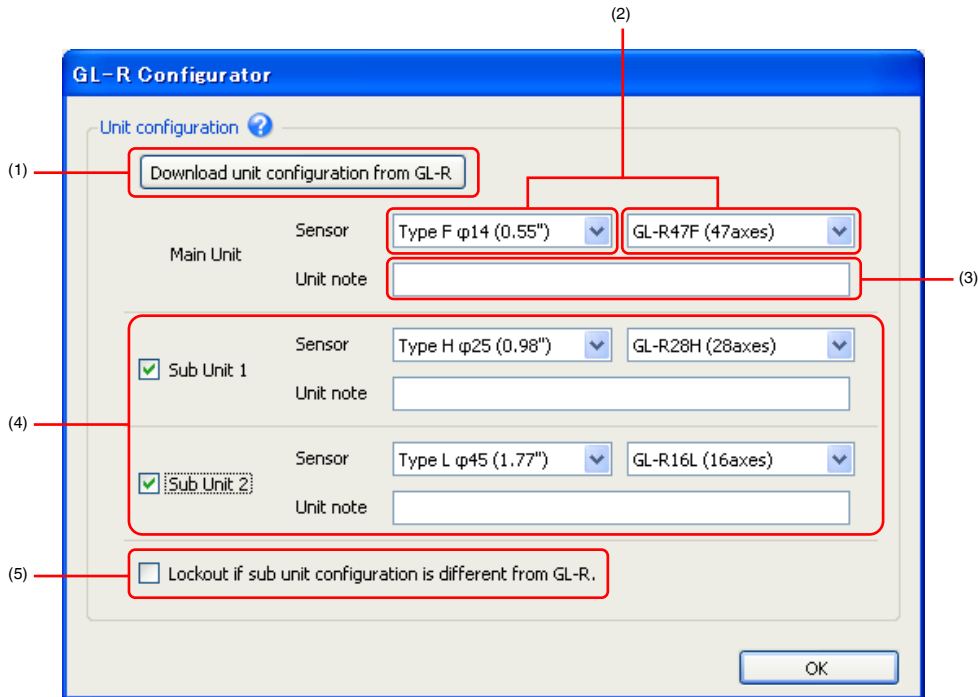 (2)
GL-R Configurator
Unit configuration ?
(1)
Download unit configuration from GL-R
Main Unit
Sensor
Type F φ14 (0.55")
GL-R47F (47axes)
Unit note
(3)
Sub Unit 1
Sensor
Type H φ25 (0.98")
GL-R28H (28axes)
Unit note
(4)
Sub Unit 2
Sensor
Type L φ45 (1.77")
GL-R16L (16axes)
Unit note
(5)
Lockout if sub unit configuration is different from GL-R.
OK